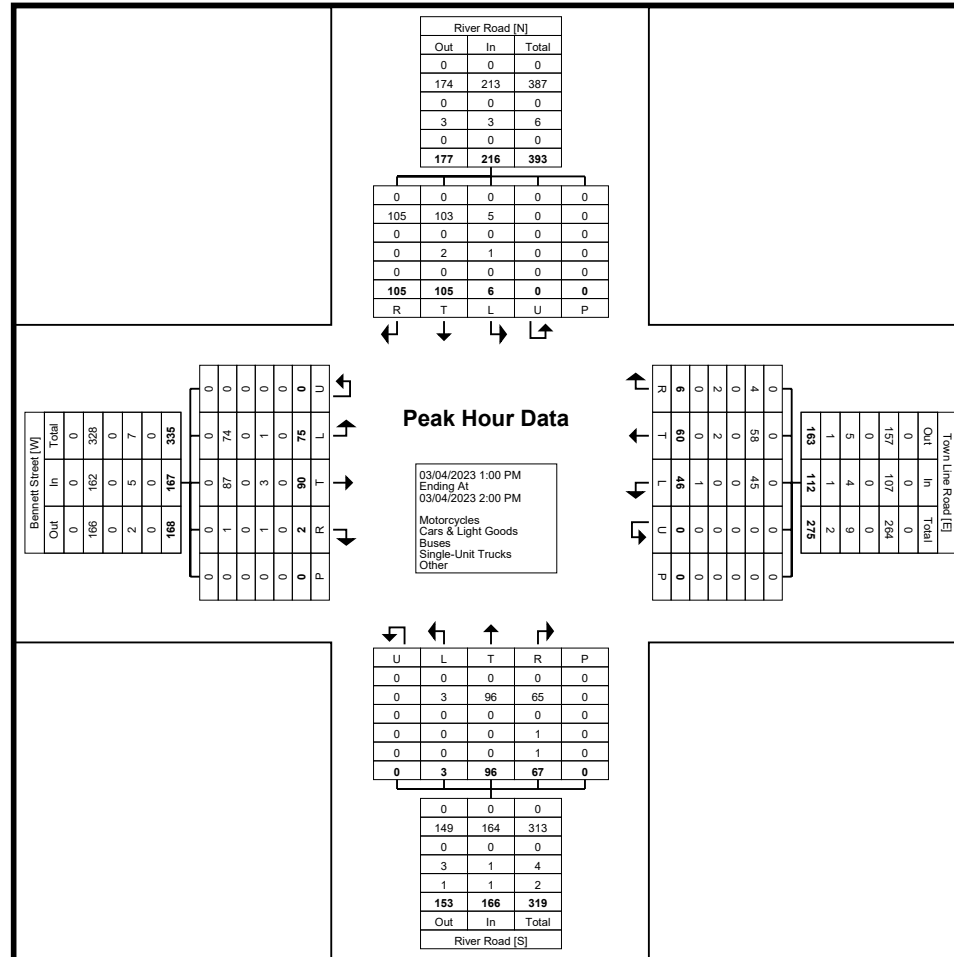 River Road [N]
Out In Total
0 0 0
174 213 387
0 0 0
3 3 6
0 0 0
177 216 393
0 0 0 0 0
105 103 5 0 0
0 0 0 0 0
0 2 1 0 0
0 0 0 0 0
105 105 6 0 0
R T L U P
Bennett Street [W]
Out In Total
0 0 0
166 162 328
0 0 0
2 5 7
0 0 0
168 167 335
0 0 0 0 0
0 1 87 74 0
0 0 0 0 0
0 1 3 1 0
0 0 0 0 0
0 2 90 75 0
P R T L U
Peak Hour Data
03/04/2023 1:00 PM
Ending At
03/04/2023 2:00 PM
Motorcycles
Cars & Light Goods
Buses
Single-Unit Trucks
Other
Town Line Road [E]
Out In Total
0 0 0
157 107 264
0 0 0
5 4 9
1 1 2
163 112 275
0 0 0 0 0
4 58 45 0 0
0 0 0 0 0
2 2 0 0 0
0 0 1 0 0
6 60 46 0 0
R T L U P
U L T R P
0 0 0 0 0
0 3 96 65 0
0 0 0 0 0
0 0 0 1 0
0 0 0 1 0
0 3 96 67 0
0 0 0
149 164 313
0 0 0
3 1 4
1 1 2
153 166 319
Out In Total
River Road [S]